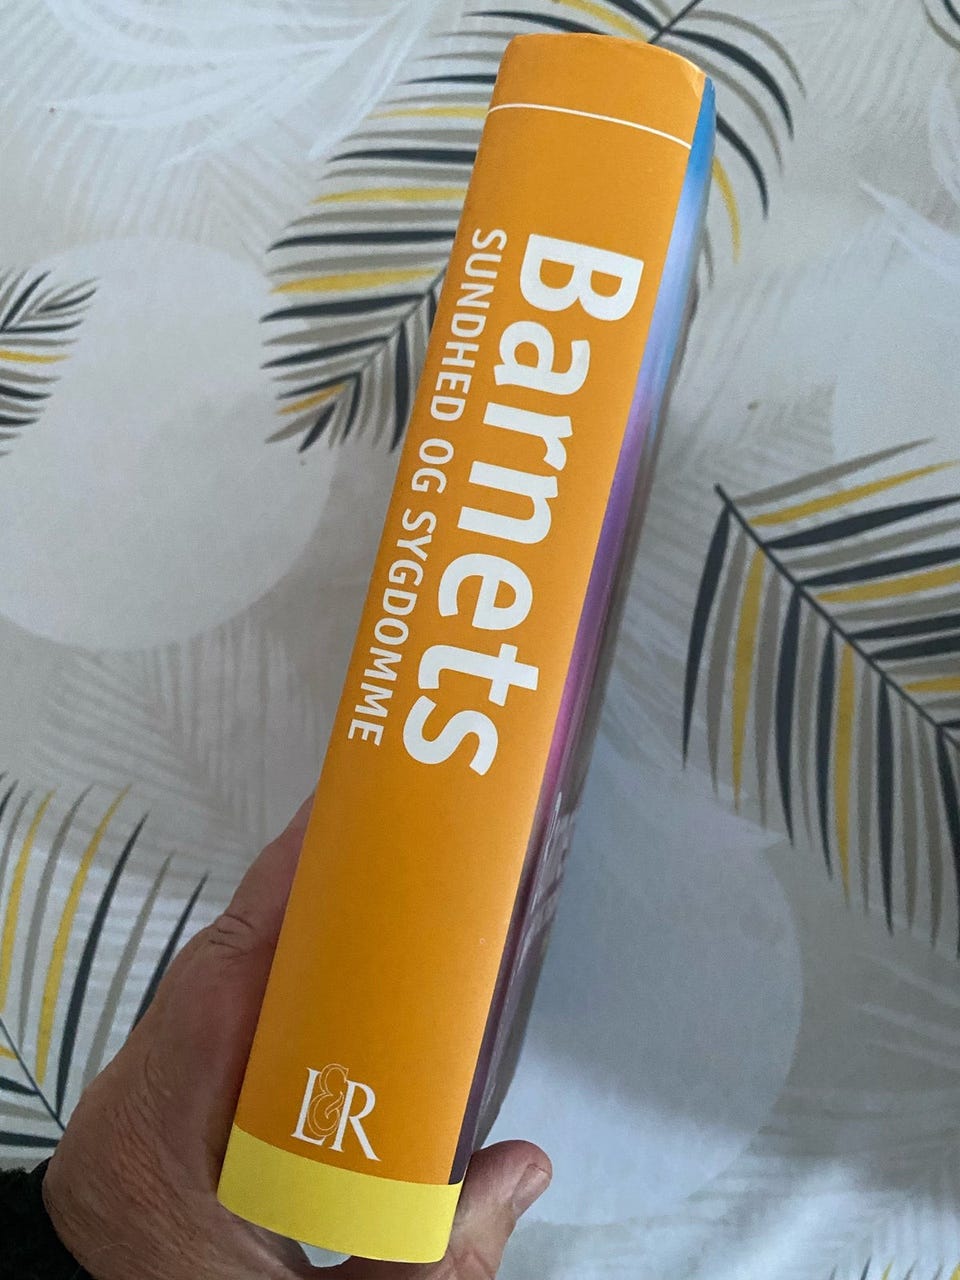 Barnets
SUNDHED OG SYGDOMME
L&R